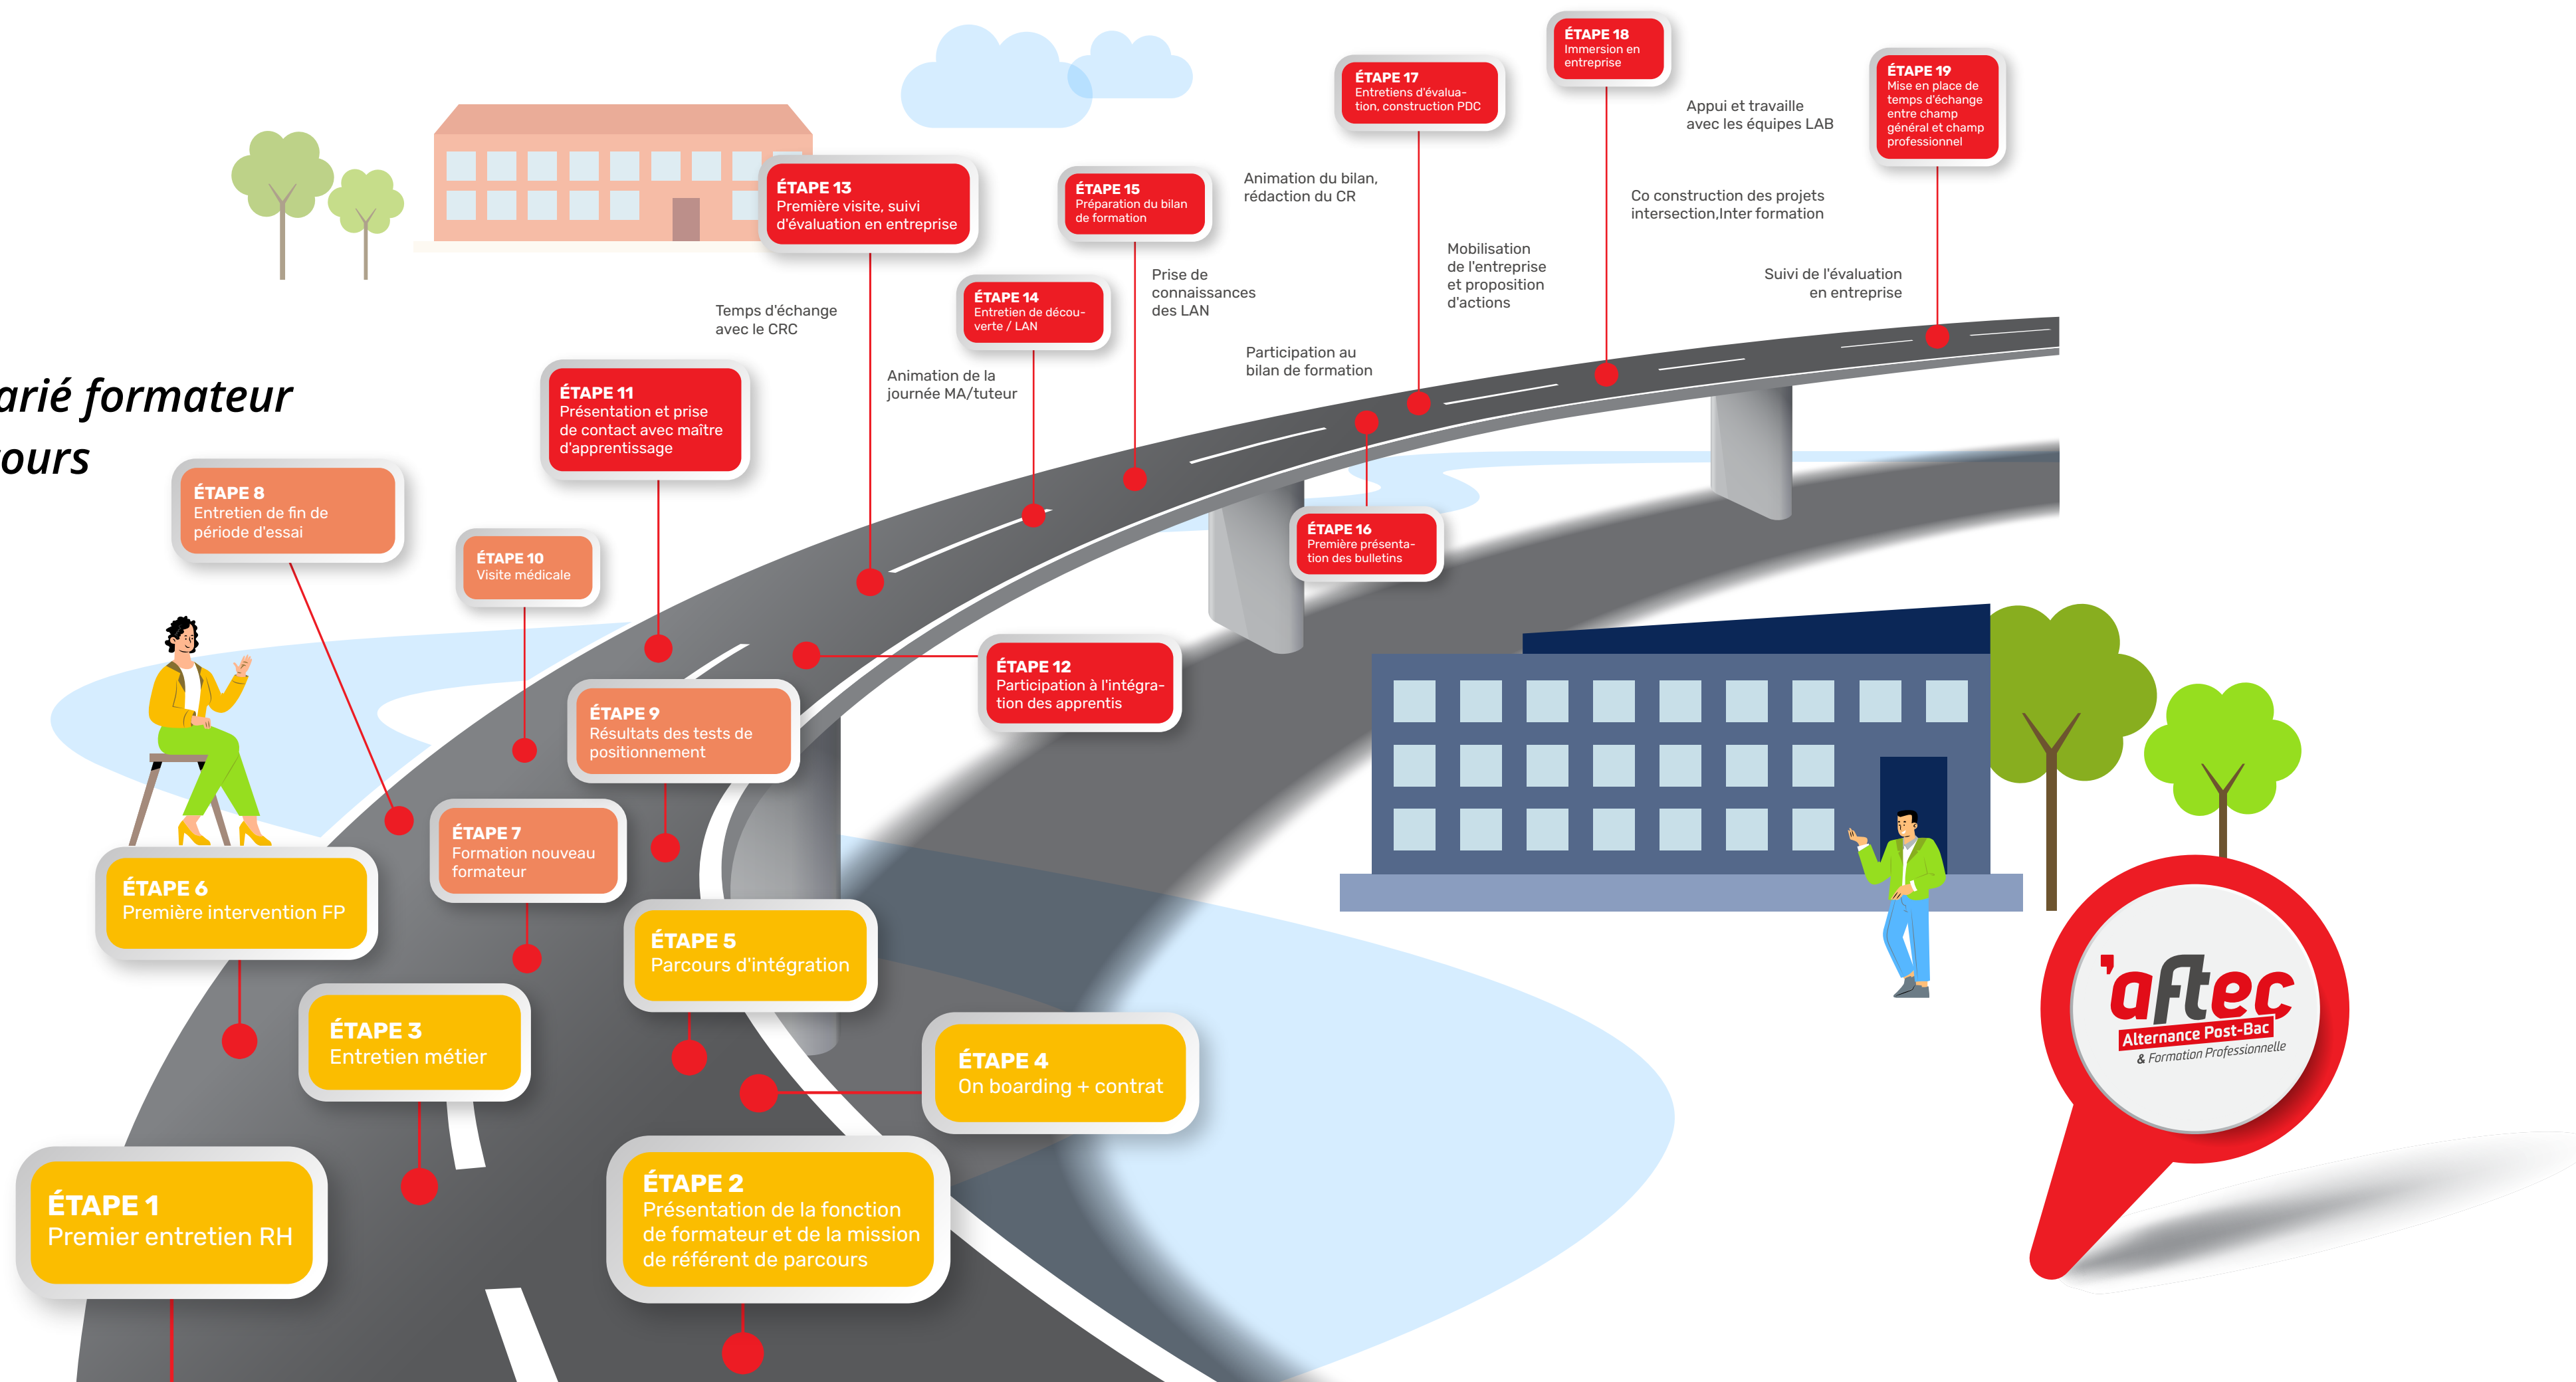 arié formateur
ours
ÉTAPE 1
Premier entretien RH
ÉTAPE 2
Présentation de la fonction
de formateur et de la mission
de référent de parcours
ÉTAPE 3
Entretien métier
ÉTAPE 4
On boarding + contrat
ÉTAPE 5
Parcours d'intégration
ÉTAPE 6
Première intervention FP
ÉTAPE 7
Formation nouveau
formateur
ÉTAPE 8
Entretien de fin de
période d'essai
ÉTAPE 9
Résultats des tests de
positionnement
ÉTAPE 10
Visite médicale
ÉTAPE 11
Présentation et prise
de contact avec maître
d'apprentissage
ÉTAPE 12
Participation à l'intégra-
tion des apprentis
Temps d'échange
avec le CRC
ÉTAPE 13
Première visite, suivi
d'évaluation en entreprise
Animation de la
journée MA/tuteur
ÉTAPE 14
Entretien de décou-
verte / LAN
ÉTAPE 15
Préparation du bilan
de formation
Prise de
connaissances
des LAN
Animation du bilan,
rédaction du CR
Participation au
bilan de formation
ÉTAPE 16
Première présenta-
tion des bulletins
ÉTAPE 17
Entretiens d'évalua-
tion, construction PDC
Mobilisation
de l'entreprise
et proposition
d'actions
ÉTAPE 18
Immersion en
entreprise
Appui et travaille
avec les équipes LAB
Co construction des projets
intersection,Inter formation
Suivi de l'évaluation
en entreprise
ÉTAPE 19
Mise en place de
temps d'échange
entre champ
général et champ
professionnel
'aftec
Alternance Post-Bac
& Formation Professionnelle